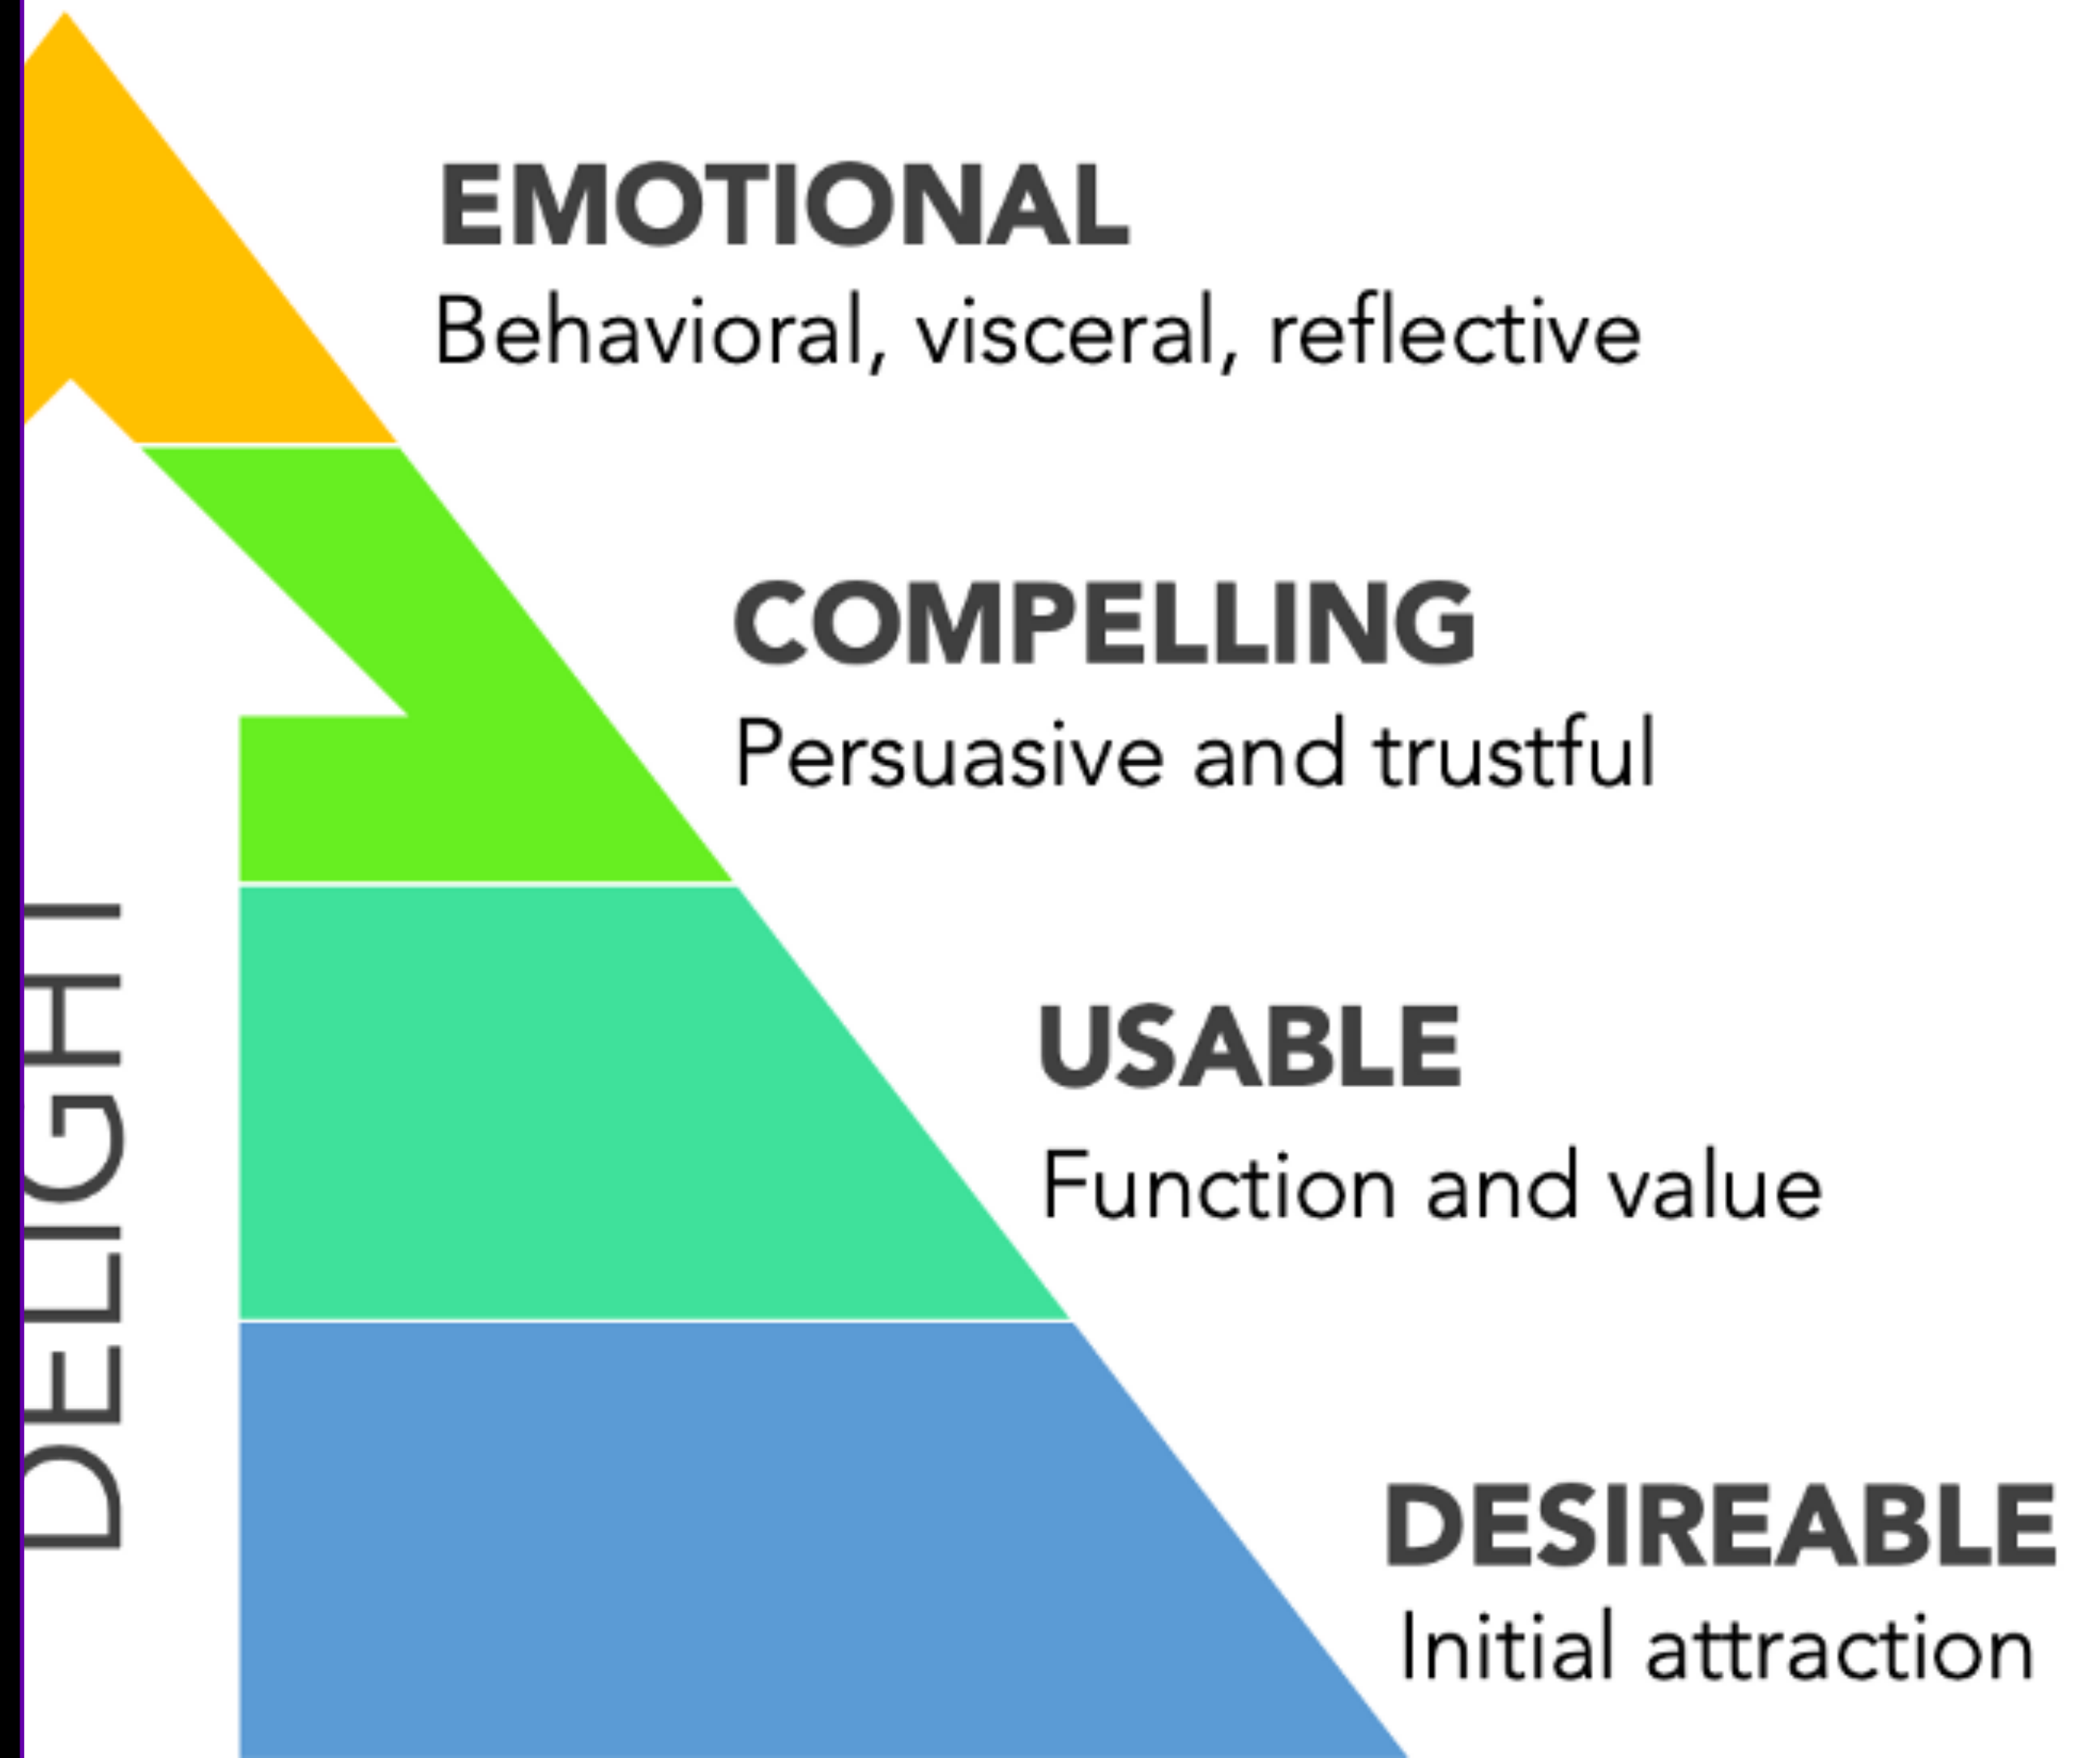 EMOTIONAL
Behavioral, visceral, reflective
COMPELLING
Persuasive and trustful
USABLE
Function and value
DESIREABLE
Initial attraction
DELIGHT